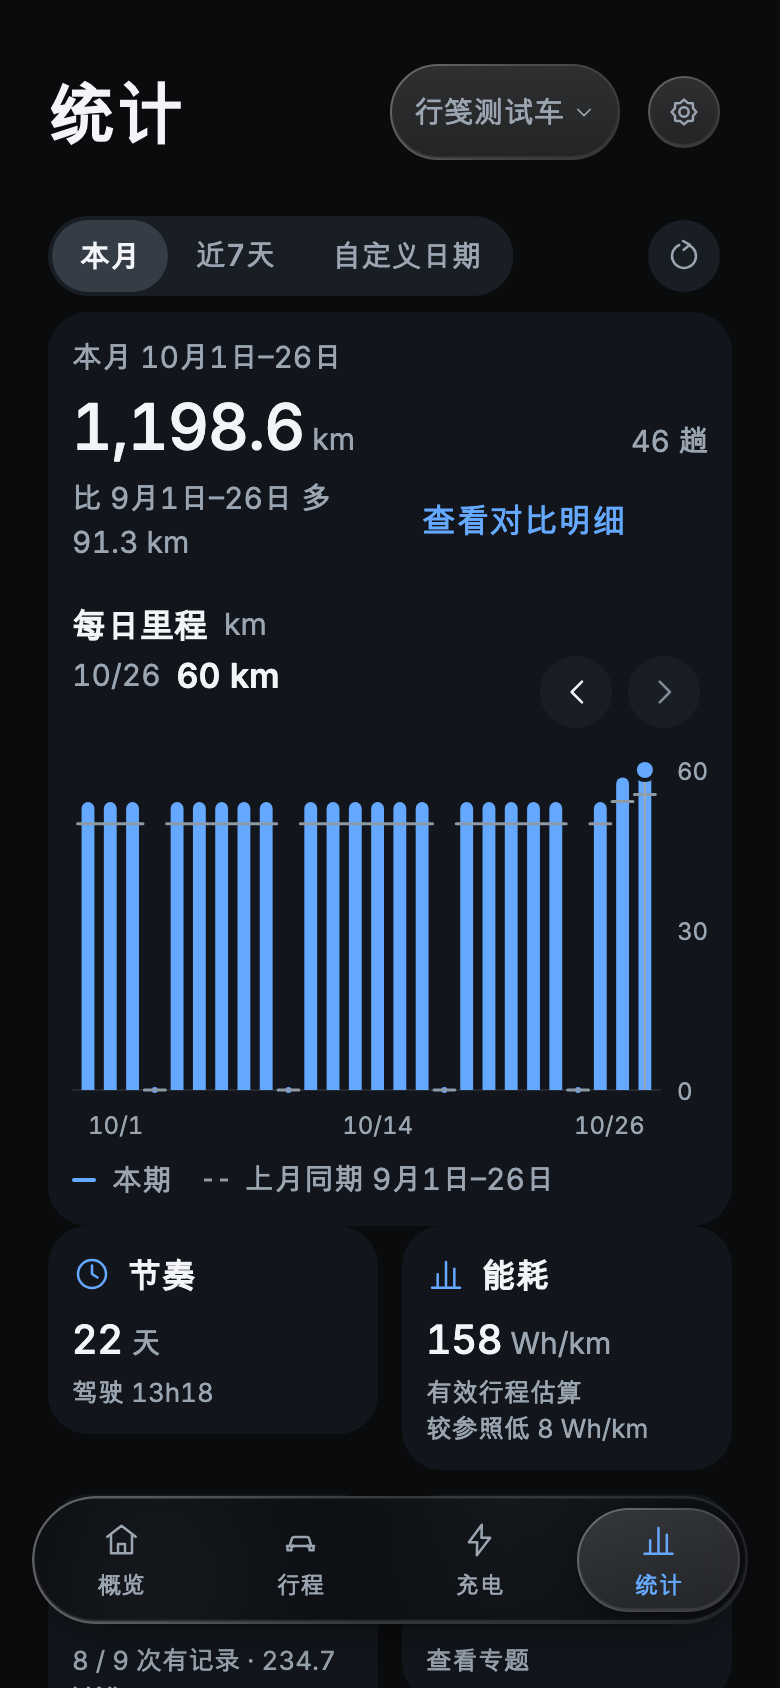 统计
行笺测试车
本月
近7天
自定义日期
本月 10月1日–26日
1,198.6 km
46 趟
比 9月1日–26日 多
91.3 km
查看对比明细
每日里程 km
10/26 60 km
60
30
0
10/1
10/14
10/26
本期
-- 上月同期 9月1日–26日
节奏
22 天
驾驶 13h18
能耗
158 Wh/km
有效行程估算
较参照低 8 Wh/km
概览
行程
充电
统计
8 / 9 次有记录 · 234.7
查看专题